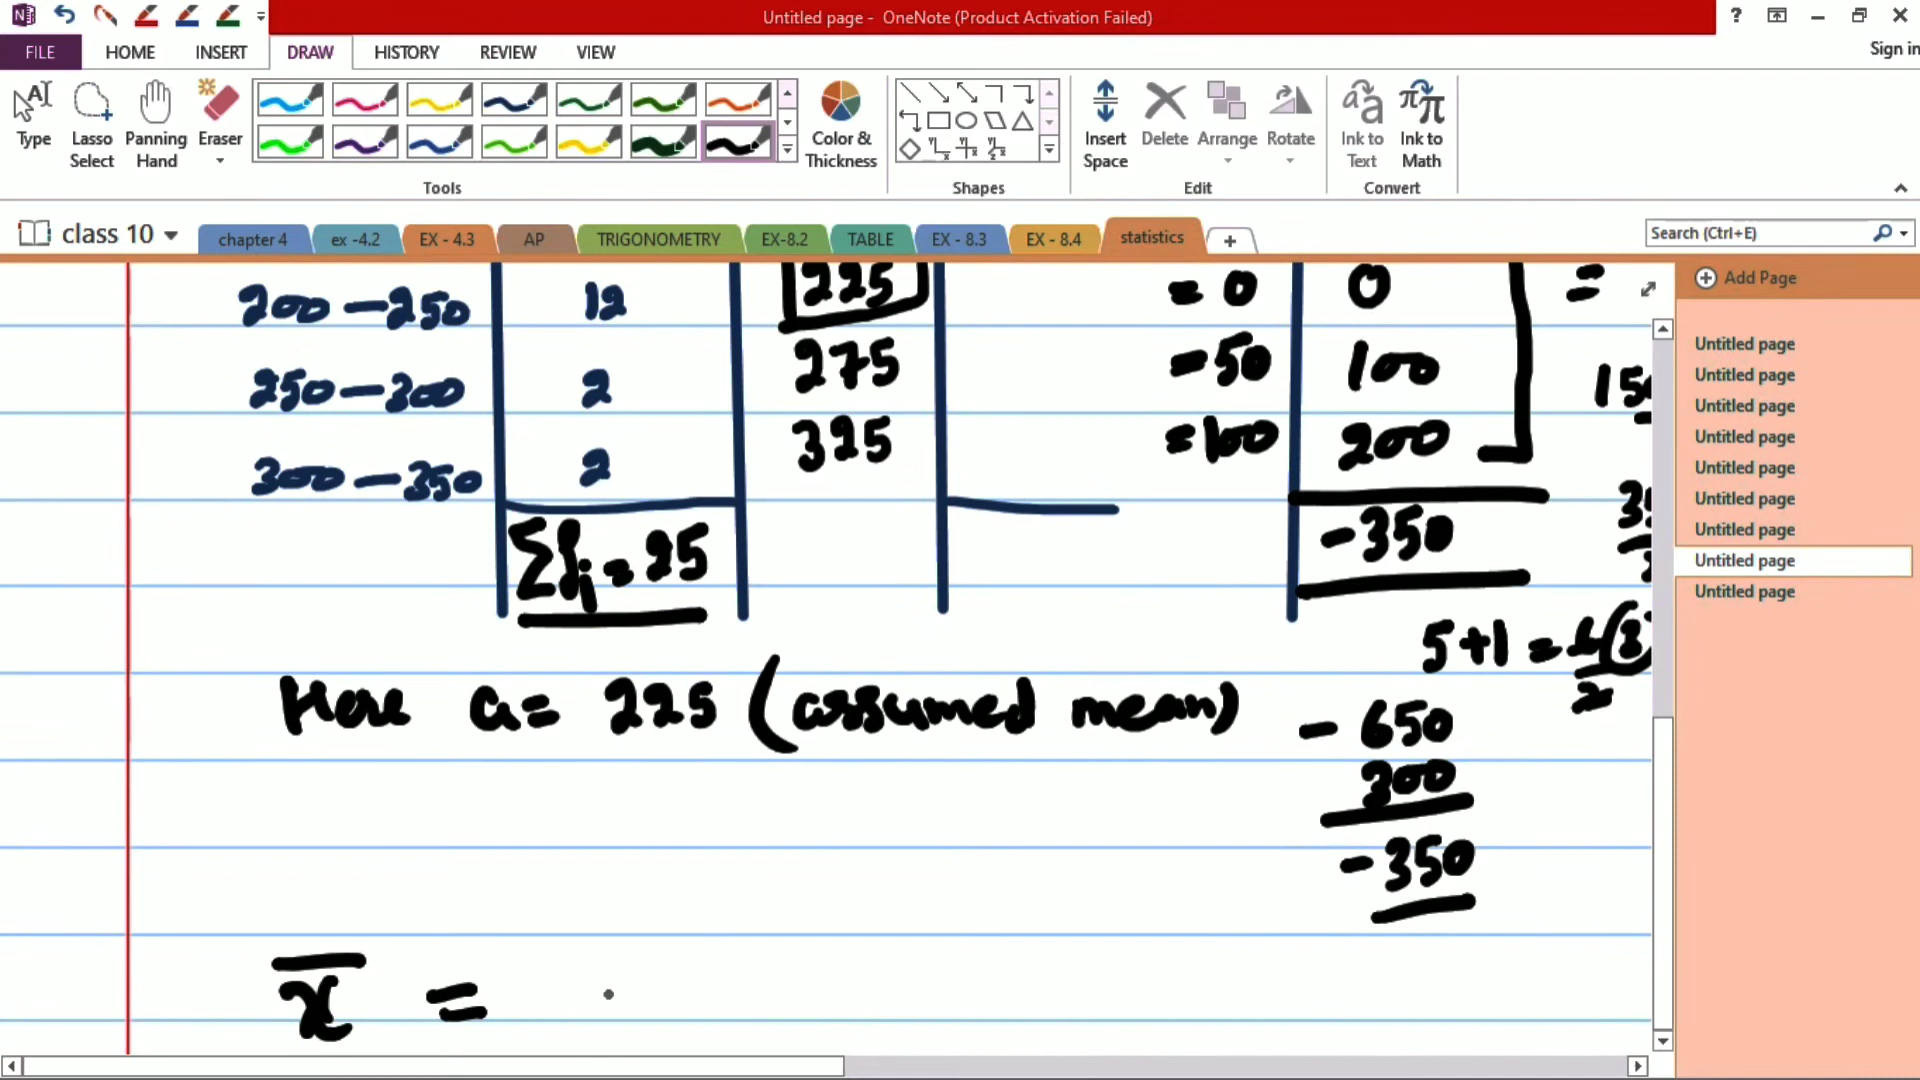 Untitled page - OneNote (Product Activation Failed)
FILE HOME INSERT DRAW HISTORY REVIEW VIEW Sign in
Type Lasso Select Panning Hand Eraser Color & Thickness Insert Space Delete Arrange Rotate Ink to Text Ink to Math
Tools Shapes Edit Convert
class 10 chapter 4 ex -4.2 EX - 4.3 AP TRIGONOMETRY EX-8.2 TABLE EX - 8.3 EX - 8.4 statistics + Search (Ctrl+E)
Add Page
Untitled page
Untitled page
Untitled page
Untitled page
Untitled page
Untitled page
Untitled page
Untitled page
Untitled page
200 - 250 12 225 = 0 0 =
250 - 300 2 275 = 50 100
300 - 350 2 325 = 100 200
Σfi = 25 -350
5+1 =
Here a = 225 (assumed mean)
- 650
300
- 350
x̄ =